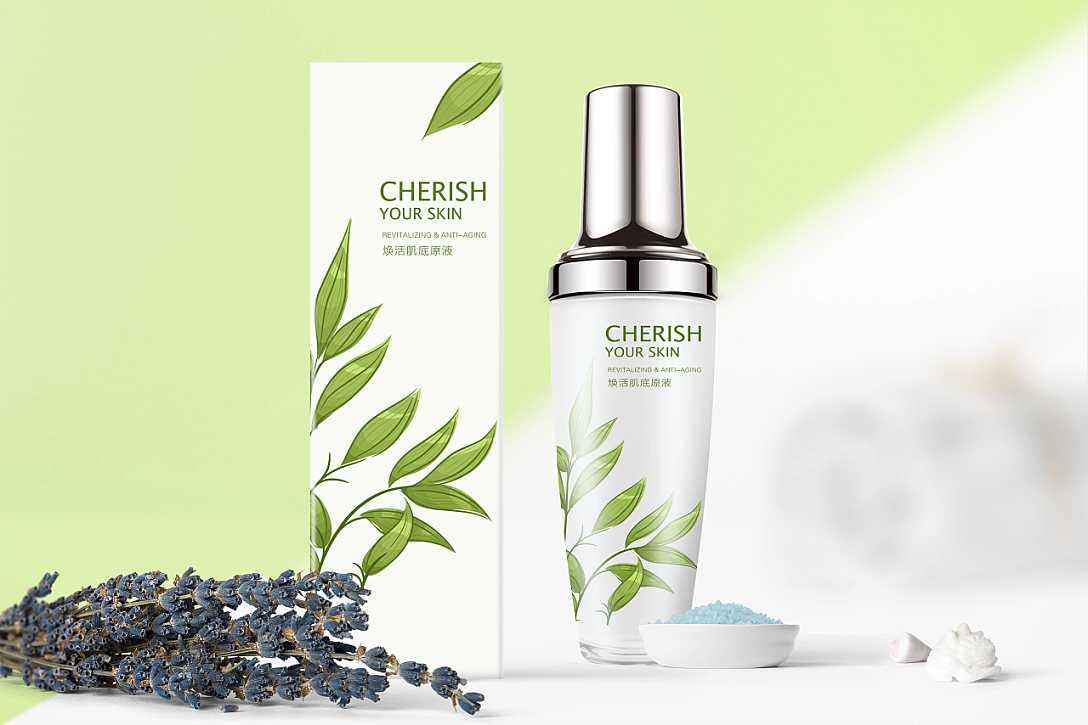 CHERISH
YOUR SKIN
REVITALIZING & ANTI-AGING
焕活肌底原液
CHERISH
YOUR SKIN
REVITALIZING & ANTI-AGING
焕活肌底原液